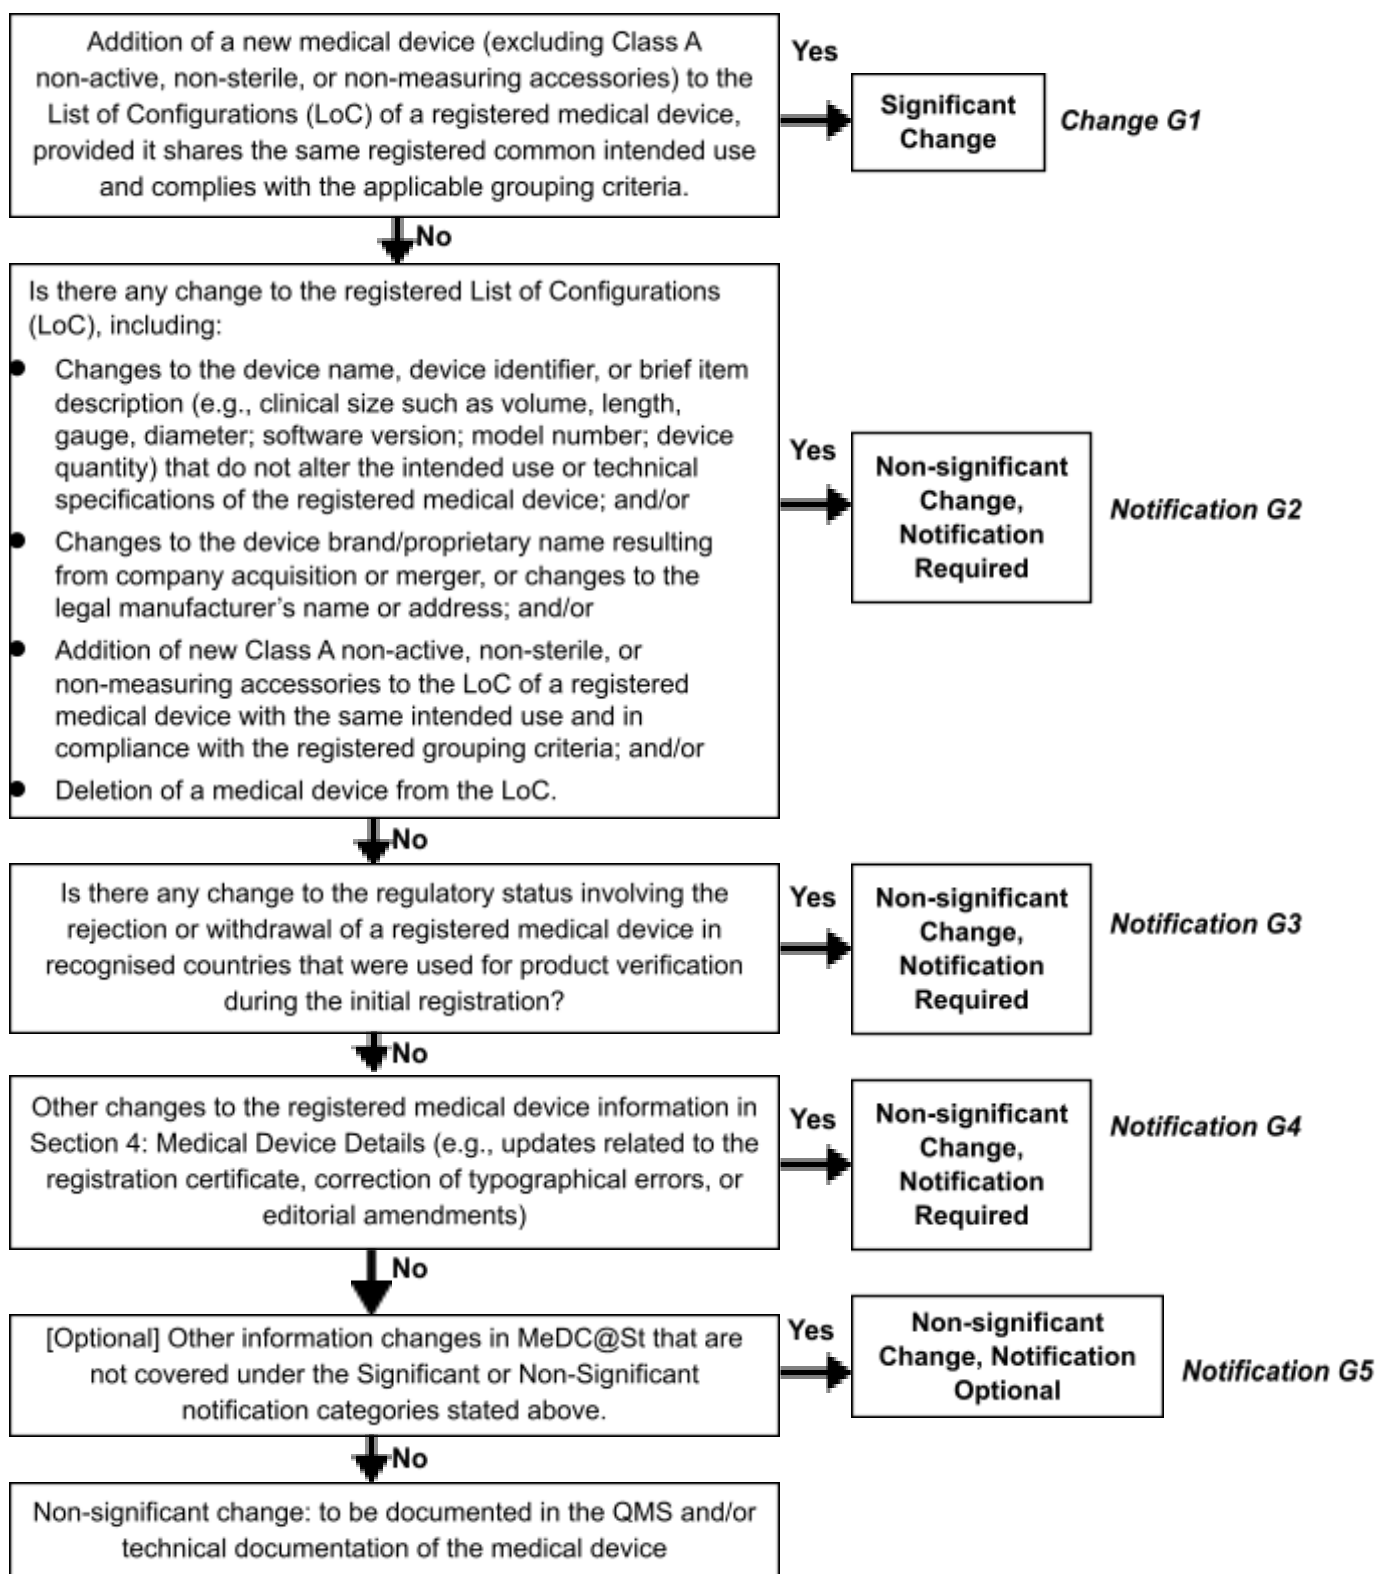 Addition of a new medical device (excluding Class A
non-active, non-sterile, or non-measuring accessories) to the
List of Configurations (LoC) of a registered medical device,
provided it shares the same registered common intended use
and complies with the applicable grouping criteria.
Yes
Significant
Change
Change G1
No
Is there any change to the registered List of Configurations
(LoC), including:
● Changes to the device name, device identifier, or brief item
description (e.g., clinical size such as volume, length,
gauge, diameter; software version; model number; device
quantity) that do not alter the intended use or technical
specifications of the registered medical device; and/or
● Changes to the device brand/proprietary name resulting
from company acquisition or merger, or changes to the
legal manufacturer's name or address; and/or
● Addition of new Class A non-active, non-sterile, or
non-measuring accessories to the LoC of a registered
medical device with the same intended use and in
compliance with the registered grouping criteria; and/or
● Deletion of a medical device from the LoC.
Yes
Non-significant
Change,
Notification
Required
Notification G2
No
Is there any change to the regulatory status involving the
rejection or withdrawal of a registered medical device in
recognised countries that were used for product verification
during the initial registration?
Yes
Non-significant
Change,
Notification
Required
Notification G3
No
Other changes to the registered medical device information in
Section 4: Medical Device Details (e.g., updates related to the
registration certificate, correction of typographical errors, or
editorial amendments)
Yes
Non-significant
Change,
Notification
Required
Notification G4
No
[Optional] Other information changes in MeDC@St that are
not covered under the Significant or Non-Significant
notification categories stated above.
Yes
Non-significant
Change, Notification
Optional
Notification G5
No
Non-significant change: to be documented in the QMS and/or
technical documentation of the medical device